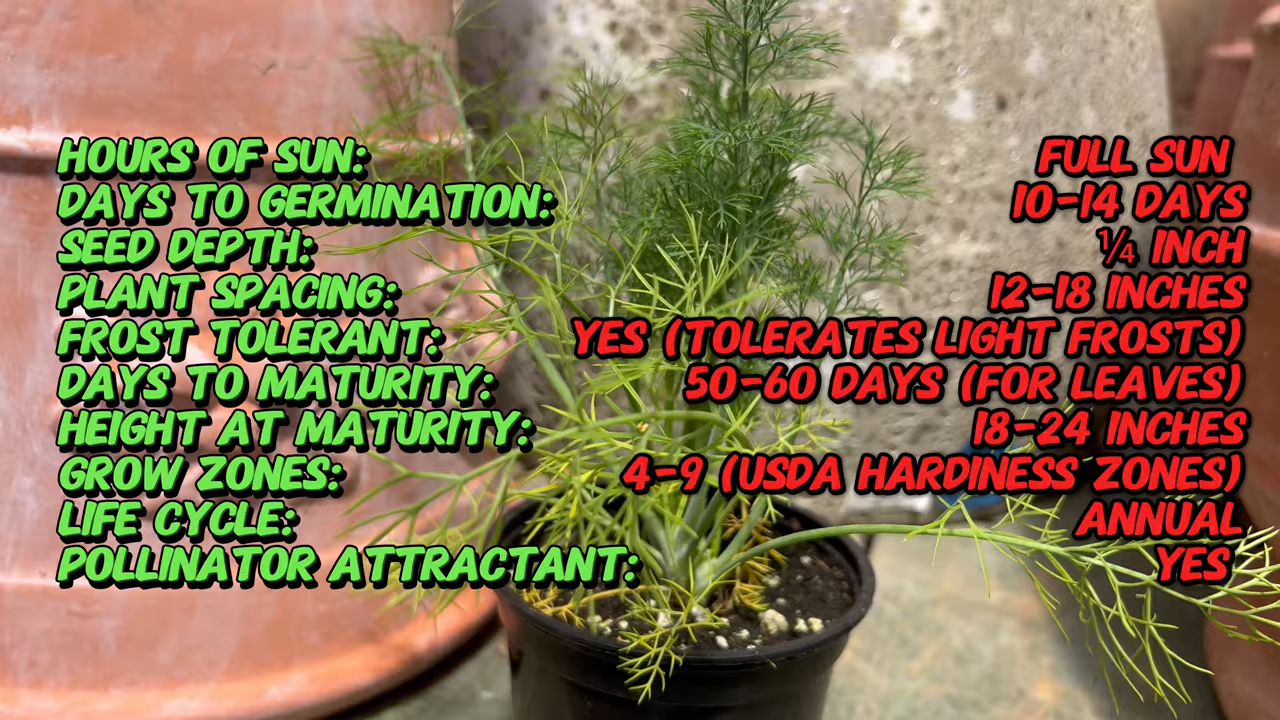 HOURS OF SUN: FULL SUN
DAYS TO GERMINATION: 10-14 DAYS
SEED DEPTH: ¼ INCH
PLANT SPACING: 12-18 INCHES
FROST TOLERANT: YES (TOLERATES LIGHT FROSTS)
DAYS TO MATURITY: 50-60 DAYS (FOR LEAVES)
HEIGHT AT MATURITY: 18-24 INCHES
GROW ZONES: 4-9 (USDA HARDINESS ZONES)
LIFE CYCLE: ANNUAL
POLLINATOR ATTRACTANT: YES